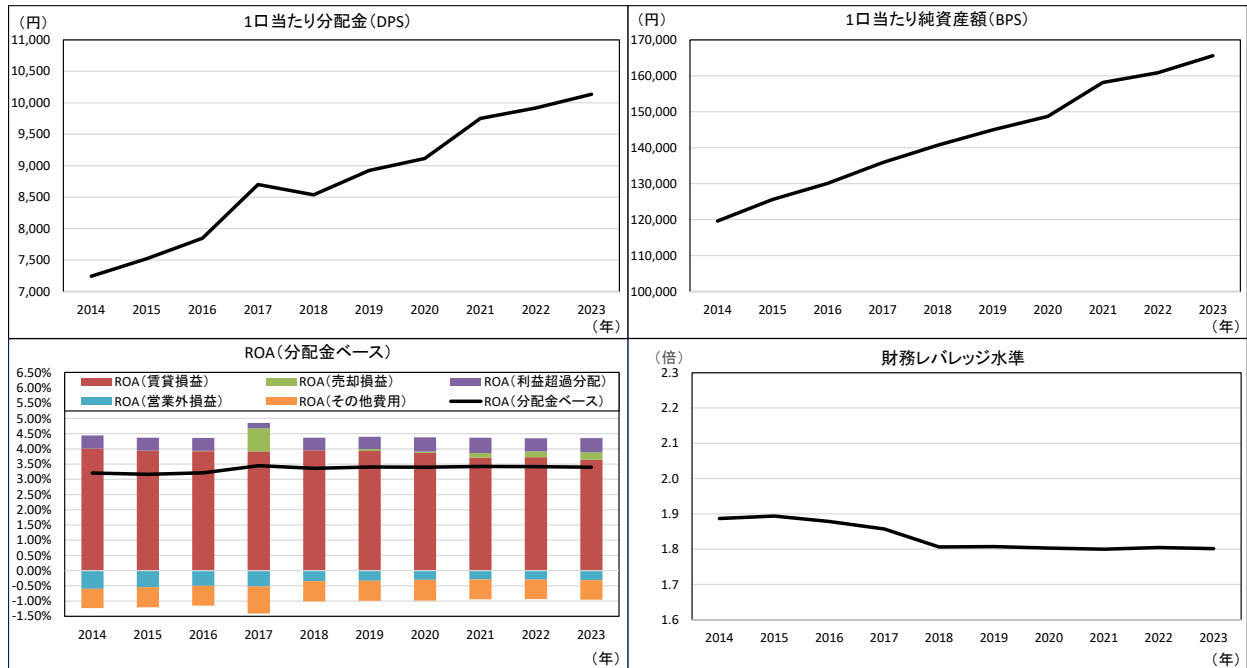 1口当たり分配金(DPS)
(円)
11,000
10,500
10,000
9,500
9,000
8,500
8,000
7,500
7,000
2014 2015 2016 2017 2018 2019 2020 2021 2022 2023
(年)
1口当たり純資産額(BPS)
(円)
170,000
160,000
150,000
140,000
130,000
120,000
110,000
100,000
2014 2015 2016 2017 2018 2019 2020 2021 2022 2023
(年)
ROA(分配金ベース)
6.50%
6.00%
5.50%
5.00%
4.50%
4.00%
3.50%
3.00%
2.50%
2.00%
1.50%
1.00%
0.50%
0.00%
-0.50%
-1.00%
-1.50%
ROA(賃貸損益) ROA(売却損益) ROA(利益超過分配)
ROA(営業外損益) ROA(その他費用) ROA(分配金ベース)
2014 2015 2016 2017 2018 2019 2020 2021 2022 2023
(年)
財務レバレッジ水準
(倍)
2.3
2.2
2.1
2.0
1.9
1.8
1.7
1.6
2014 2015 2016 2017 2018 2019 2020 2021 2022 2023
(年)